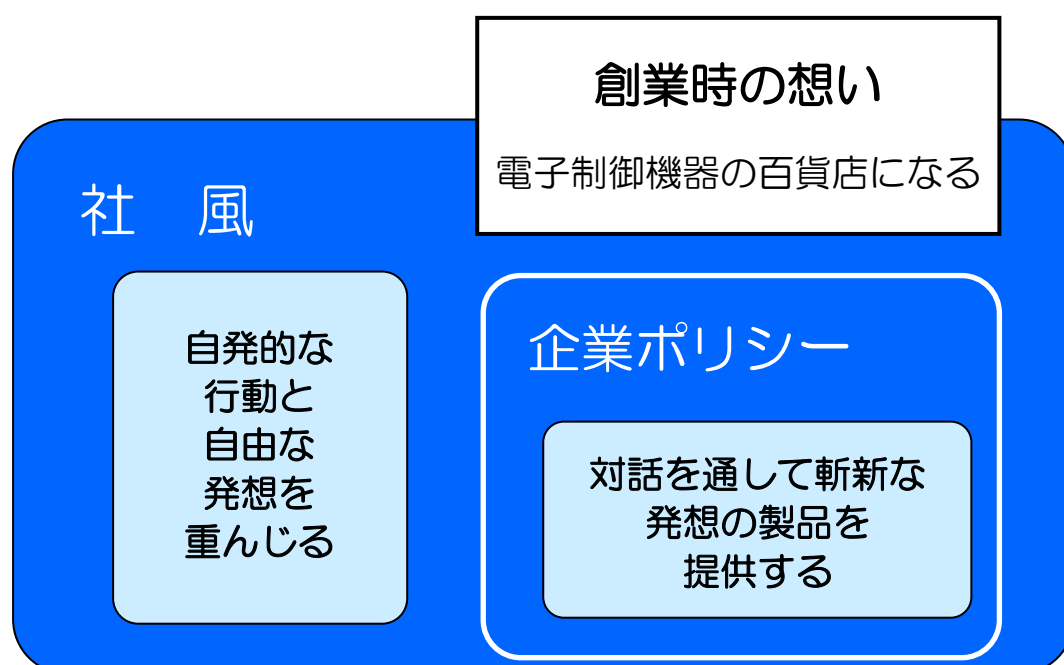 創業時の想い
電子制御機器の百貨店になる
社　風
自発的な
行動と
自由な
発想を
重んじる
企業ポリシー
対話を通して斬新な
発想の製品を
提供する